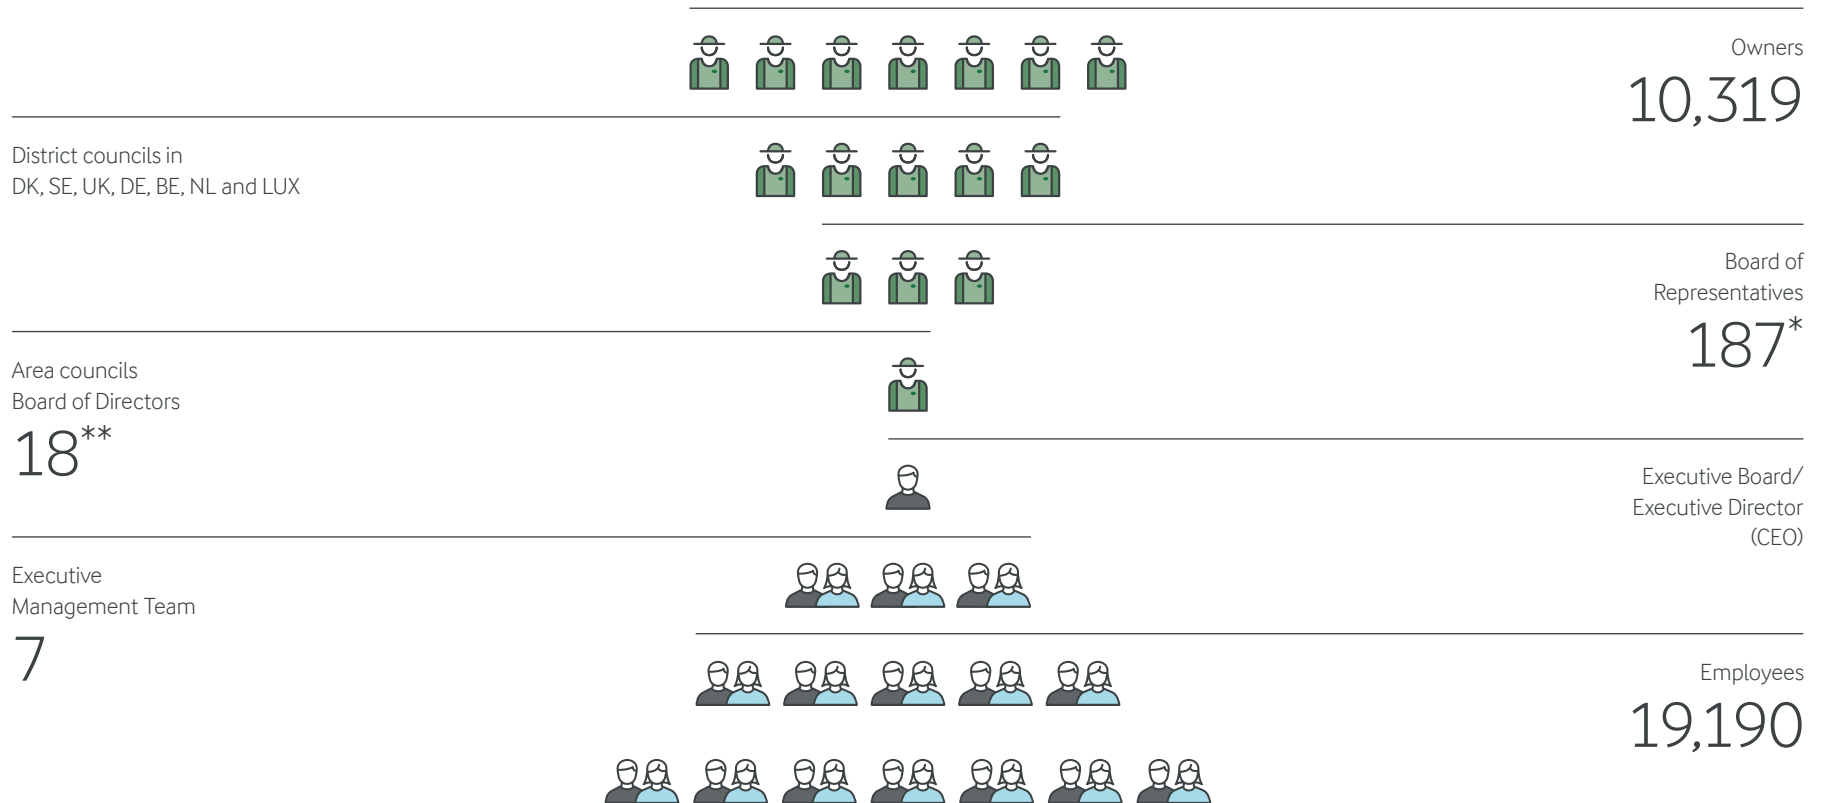 Owners
10,319
District councils in
DK, SE, UK, DE, BE, NL and LUX
Board of
Representatives
187*
Area councils
Board of Directors
18**
Executive Board/
Executive Director
(CEO)
Executive
Management Team
7
Employees
19,190